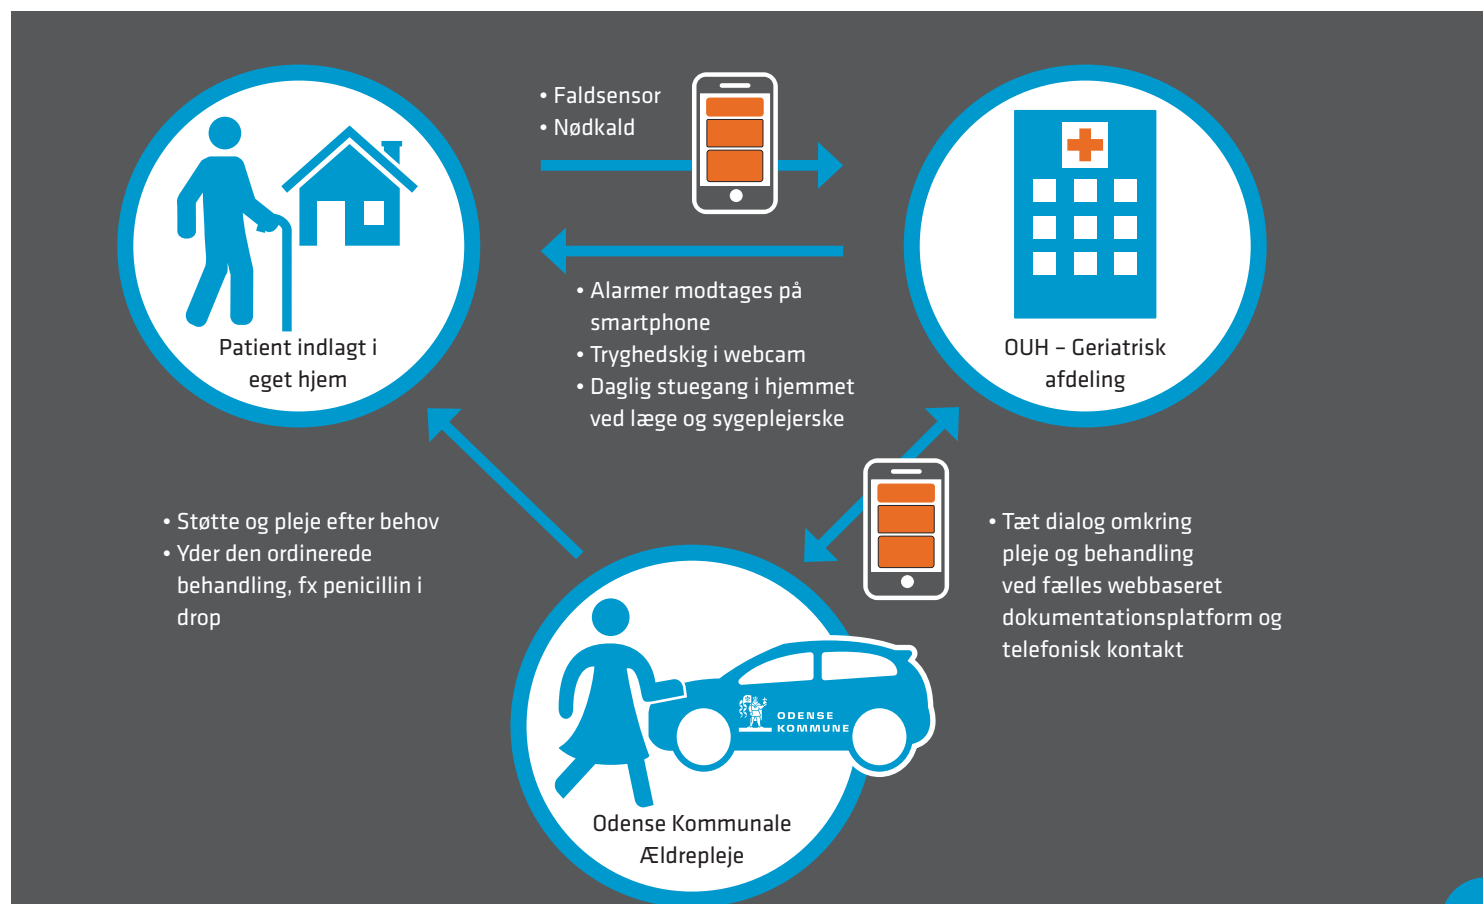 • Faldsensor
• Nødkald
• Alarmer modtages på
smartphone
• Tryghedskig i webcam
• Daglig stuegang i hjemmet
ved læge og sygeplejerske
Patient indlagt i
eget hjem
OUH – Geriatrisk
afdeling
• Støtte og pleje efter behov
• Yder den ordinerede
behandling, fx penicillin i
drop
• Tæt dialog omkring
pleje og behandling
ved fælles webbaseret
dokumentationsplatform og
telefonisk kontakt
ODENSE
KOMMUNE
Odense Kommunale
Ældrepleje